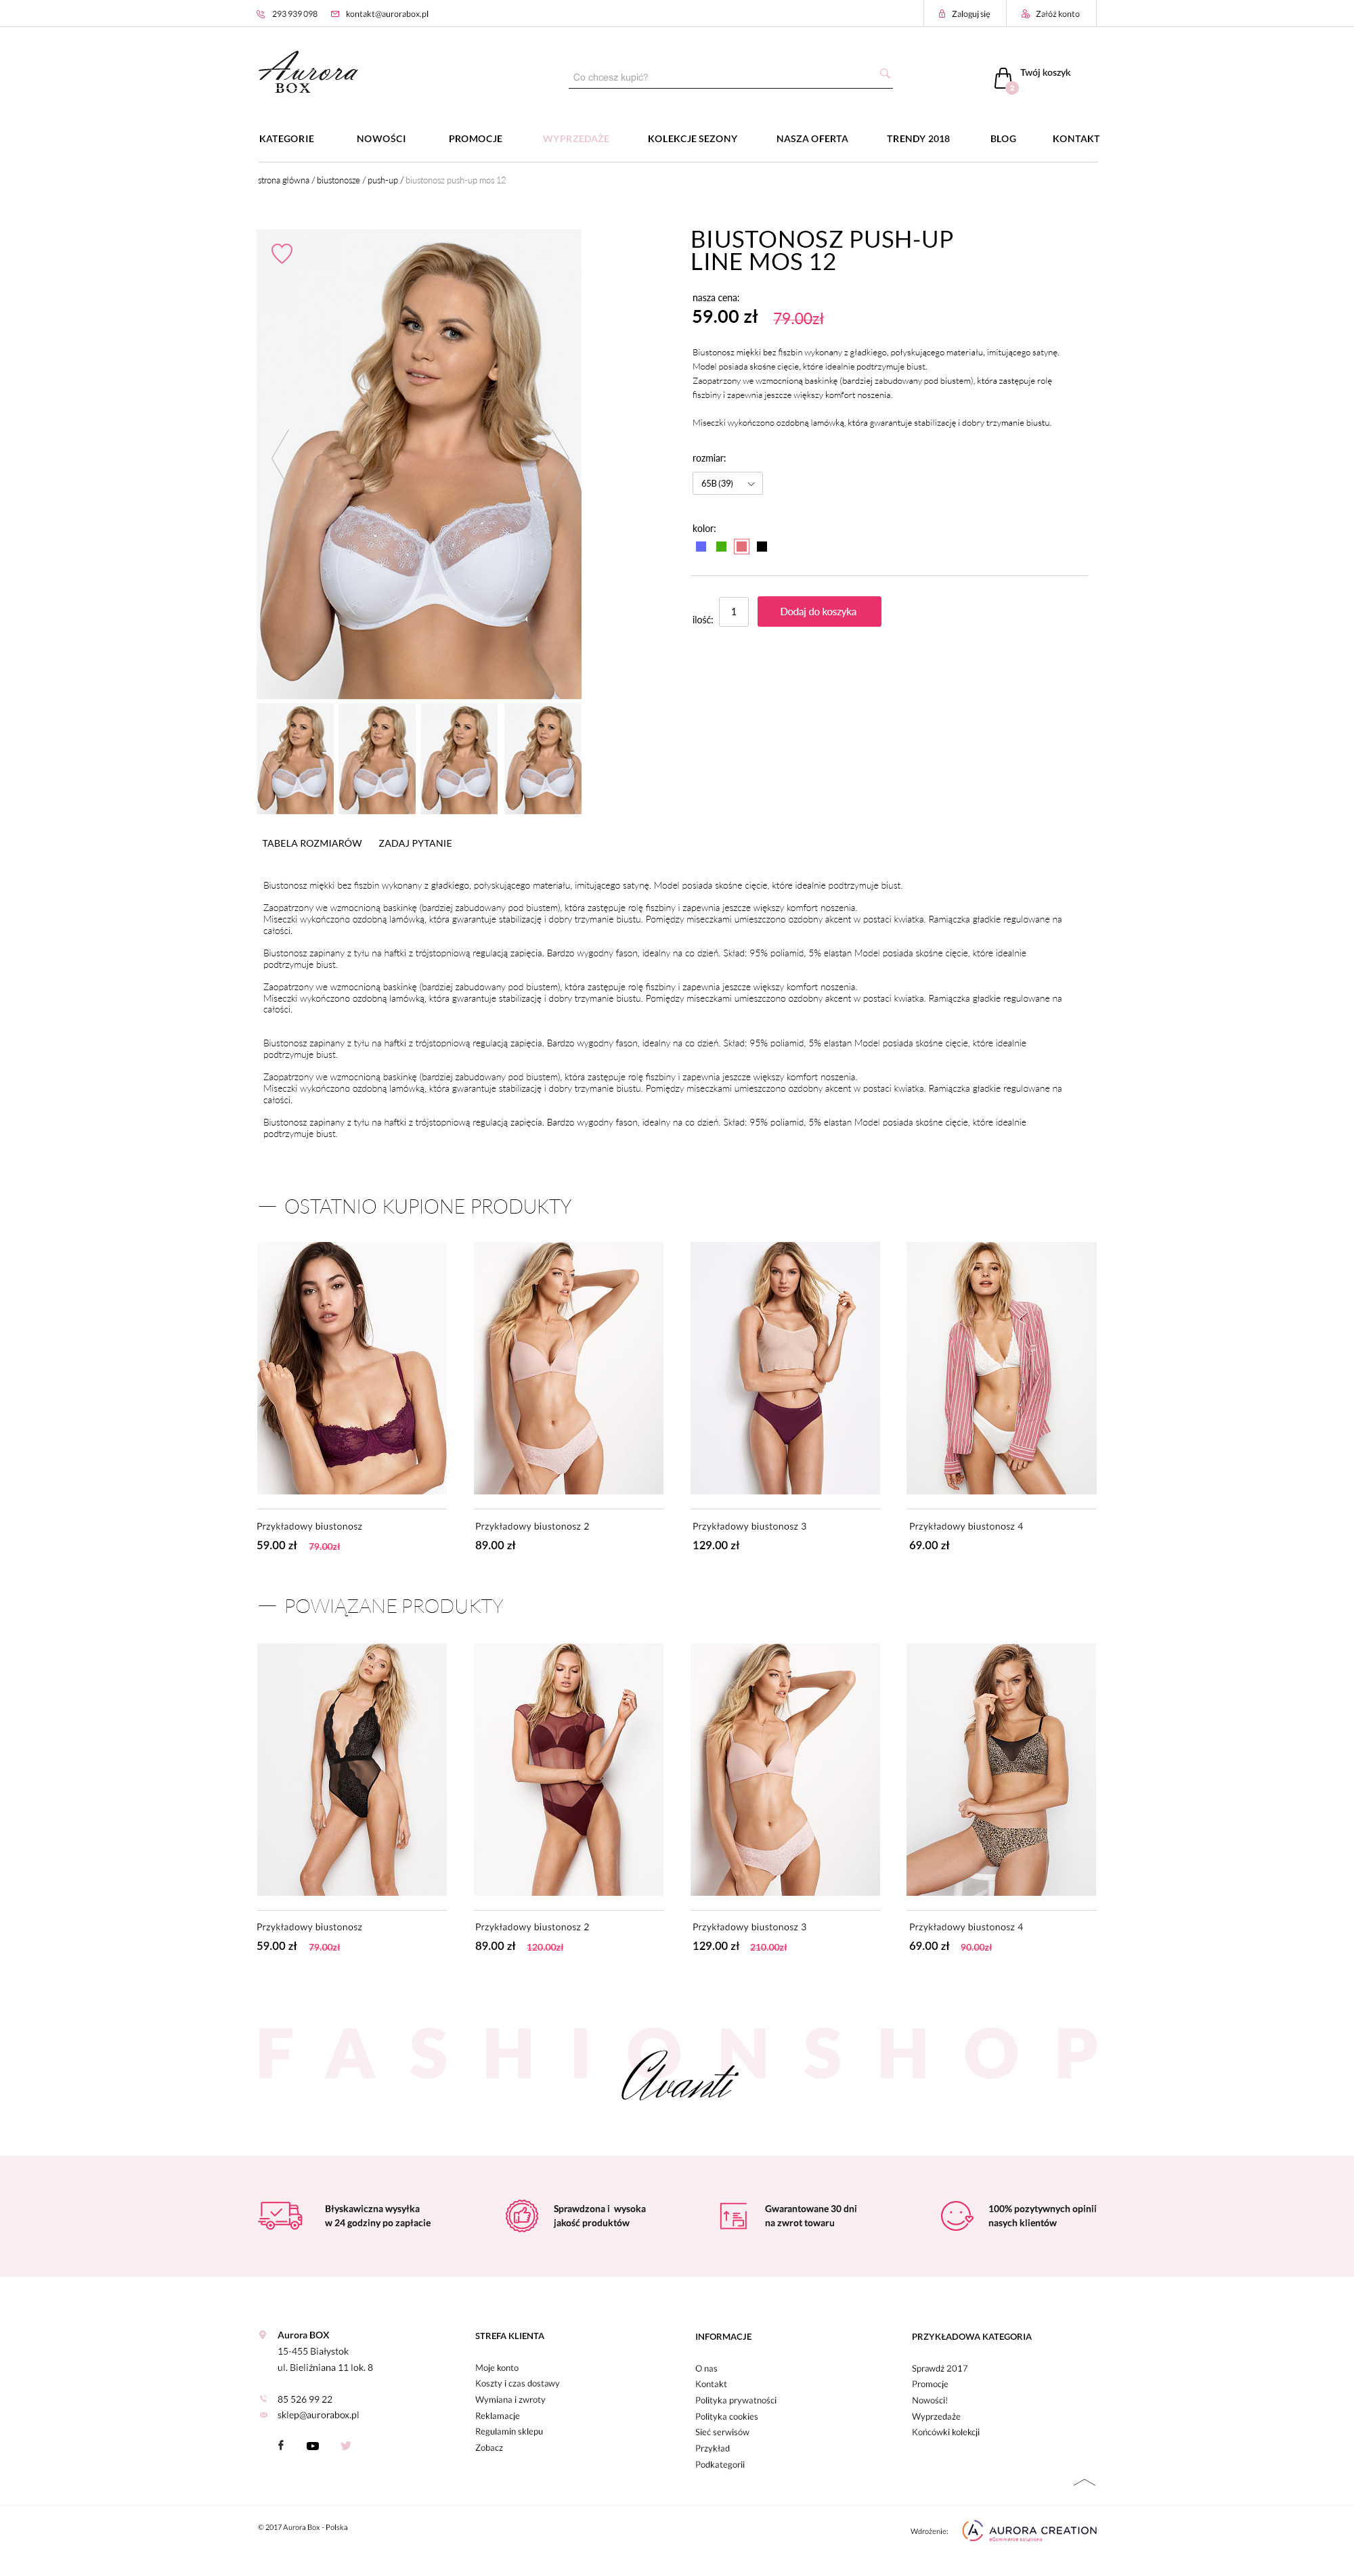 293 939 098 kontakt@aurorabox.pl Zaloguj się Załóż konto
Aurora
BOX
Co chcesz kupić?
Twój koszyk
2
KATEGORIE NOWOŚCI PROMOCJE WYPRZEDAŻE KOLEKCJE SEZONY NASZA OFERTA TRENDY 2018 BLOG KONTAKT
strona główna / biustonosze / push-up / biustonosz push-up mos 12
BIUSTONOSZ PUSH-UP
LINE MOS 12
nasza cena:
59.00 zł 79.00zł
Biustonosz miękki bez fiszbin wykonany z gładkiego, połyskującego materiału, imitującego satynę.
Model posiada skośne cięcie, które idealnie podtrzymuje biust.
Zaopatrzony we wzmocnioną baskinkę (bardziej zabudowany pod biustem), która zastępuje rolę
fiszbiny i zapewnia jeszcze większy komfort noszenia.
Miseczki wykończono ozdobną lamówką, która gwarantuje stabilizację i dobry trzymanie biustu.
rozmiar:
65B (39)
kolor:
ilość: 1 Dodaj do koszyka
TABELA ROZMIARÓW ZADAJ PYTANIE
Biustonosz miękki bez fiszbin wykonany z gładkiego, połyskującego materiału, imitującego satynę. Model posiada skośne cięcie, które idealnie podtrzymuje biust.
Zaopatrzony we wzmocnioną baskinkę (bardziej zabudowany pod biustem), która zastępuje rolę fiszbiny i zapewnia jeszcze większy komfort noszenia.
Miseczki wykończono ozdobną lamówką, która gwarantuje stabilizację i dobry trzymanie biustu. Pomiędzy miseczkami umieszczono ozdobny akcent w postaci kwiatka. Ramiączka gładkie regulowane na
całości.
Biustonosz zapinany z tyłu na haftki z trójstopniową regulacją zapięcia. Bardzo wygodny fason, idealny na co dzień. Skład: 95% poliamid, 5% elastan Model posiada skośne cięcie, które idealnie
podtrzymuje biust.
Zaopatrzony we wzmocnioną baskinkę (bardziej zabudowany pod biustem), która zastępuje rolę fiszbiny i zapewnia jeszcze większy komfort noszenia.
Miseczki wykończono ozdobną lamówką, która gwarantuje stabilizację i dobry trzymanie biustu. Pomiędzy miseczkami umieszczono ozdobny akcent w postaci kwiatka. Ramiączka gładkie regulowane na
całości.
Biustonosz zapinany z tyłu na haftki z trójstopniową regulacją zapięcia. Bardzo wygodny fason, idealny na co dzień. Skład: 95% poliamid, 5% elastan Model posiada skośne cięcie, które idealnie
podtrzymuje biust.
Zaopatrzony we wzmocnioną baskinkę (bardziej zabudowany pod biustem), która zastępuje rolę fiszbiny i zapewnia jeszcze większy komfort noszenia.
Miseczki wykończono ozdobną lamówką, która gwarantuje stabilizację i dobry trzymanie biustu. Pomiędzy miseczkami umieszczono ozdobny akcent w postaci kwiatka. Ramiączka gładkie regulowane na
całości.
Biustonosz zapinany z tyłu na haftki z trójstopniową regulacją zapięcia. Bardzo wygodny fason, idealny na co dzień. Skład: 95% poliamid, 5% elastan Model posiada skośne cięcie, które idealnie
podtrzymuje biust.
OSTATNIO KUPIONE PRODUKTY
Przykładowy biustonosz Przykładowy biustonosz 2 Przykładowy biustonosz 3 Przykładowy biustonosz 4
59.00 zł 79.00zł 89.00 zł 129.00 zł 69.00 zł
POWIĄZANE PRODUKTY
Przykładowy biustonosz Przykładowy biustonosz 2 Przykładowy biustonosz 3 Przykładowy biustonosz 4
59.00 zł 79.00zł 89.00 zł 120.00zł 129.00 zł 210.00zł 69.00 zł 90.00zł
FASHIONSHOP
Avanti
Błyskawiczna wysyłka
w 24 godziny po zapłacie
Sprawdzona i wysoka
jakość produktów
Gwarantowane 30 dni
na zwrot towaru
100% pozytywnych opinii
nasych klientów
Aurora BOX
15-455 Białystok
ul. Bieliźniana 11 lok. 8
85 526 99 22
sklep@aurorabox.pl
STREFA KLIENTA
Moje konto
Koszty i czas dostawy
Wymiana i zwroty
Reklamacje
Regulamin sklepu
Zobacz
INFORMACJE
O nas
Kontakt
Polityka prywatności
Polityka cookies
Sieć serwisów
Przykład
Podkategorii
PRZYKŁADOWA KATEGORIA
Sprawdź 2017
Promocje
Nowości!
Wyprzedaże
Końcówki kolekcji
© 2017 Aurora Box - Polska
Wdrożenie:
AURORA CREATION
eCommerce solutions